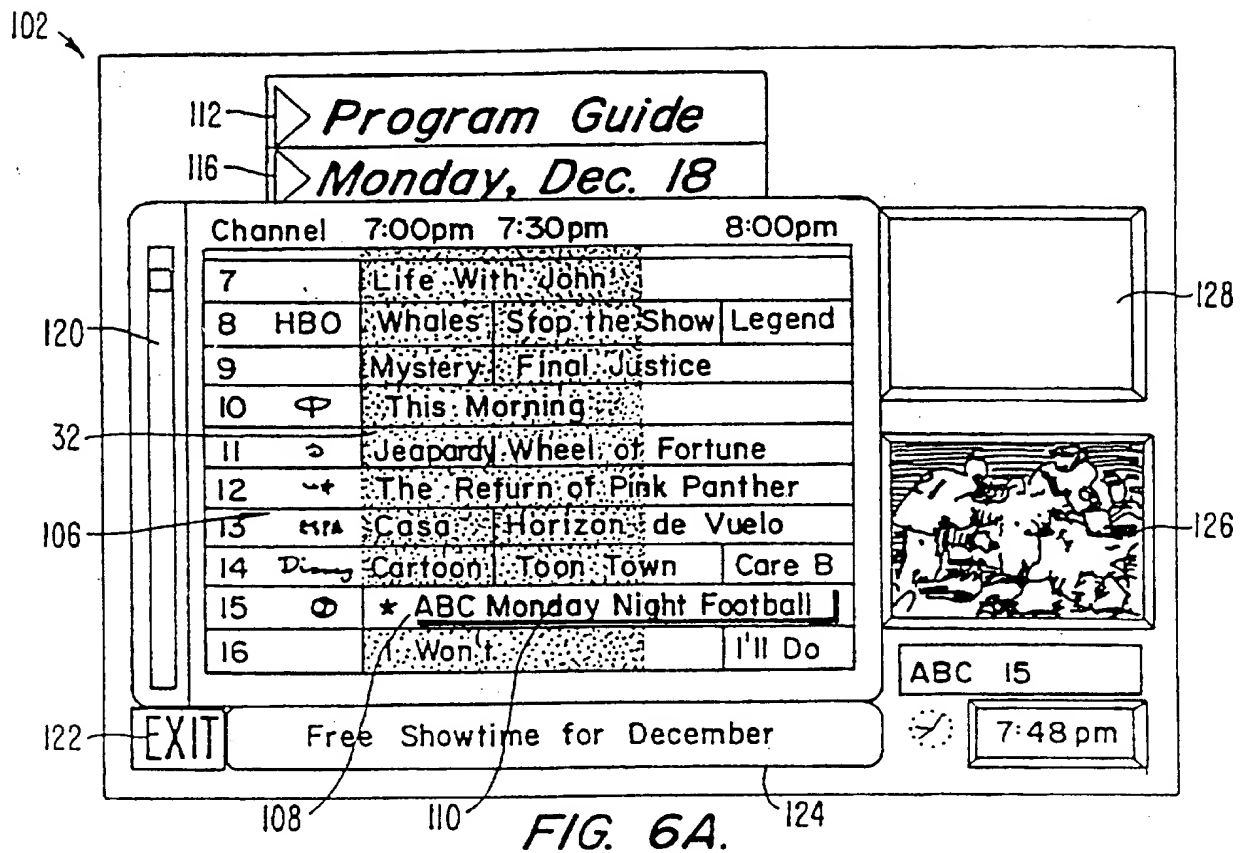 102
112 Program Guide
116 Monday, Dec. 18
Channel 7:00pm 7:30pm 8:00pm
7 Life With John
8 HBO Whales Stop the Show Legend
128
120
9 Mystery Final Justice
10 This Morning
32
11 Jeapardy Wheel of Fortune
12 The Return of Pink Panther
106
13 Casa Horizon de Vuelo
126
14 Disney Cartoon Toon Town Care B
15 * ABC Monday Night Football
16 I Won't I'll Do
ABC 15
122 EXIT Free Showtime for December 7:48pm
108 110 124
FIG. 6A.